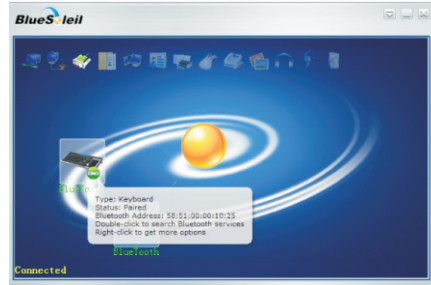 BlueSoleil
Type: Keyboard
Status: Paired
Bluetooth Address: 58:51:00:00:10:25
Double-click to search Bluetooth services
Right-click to get more options
BlueTooth
Connected